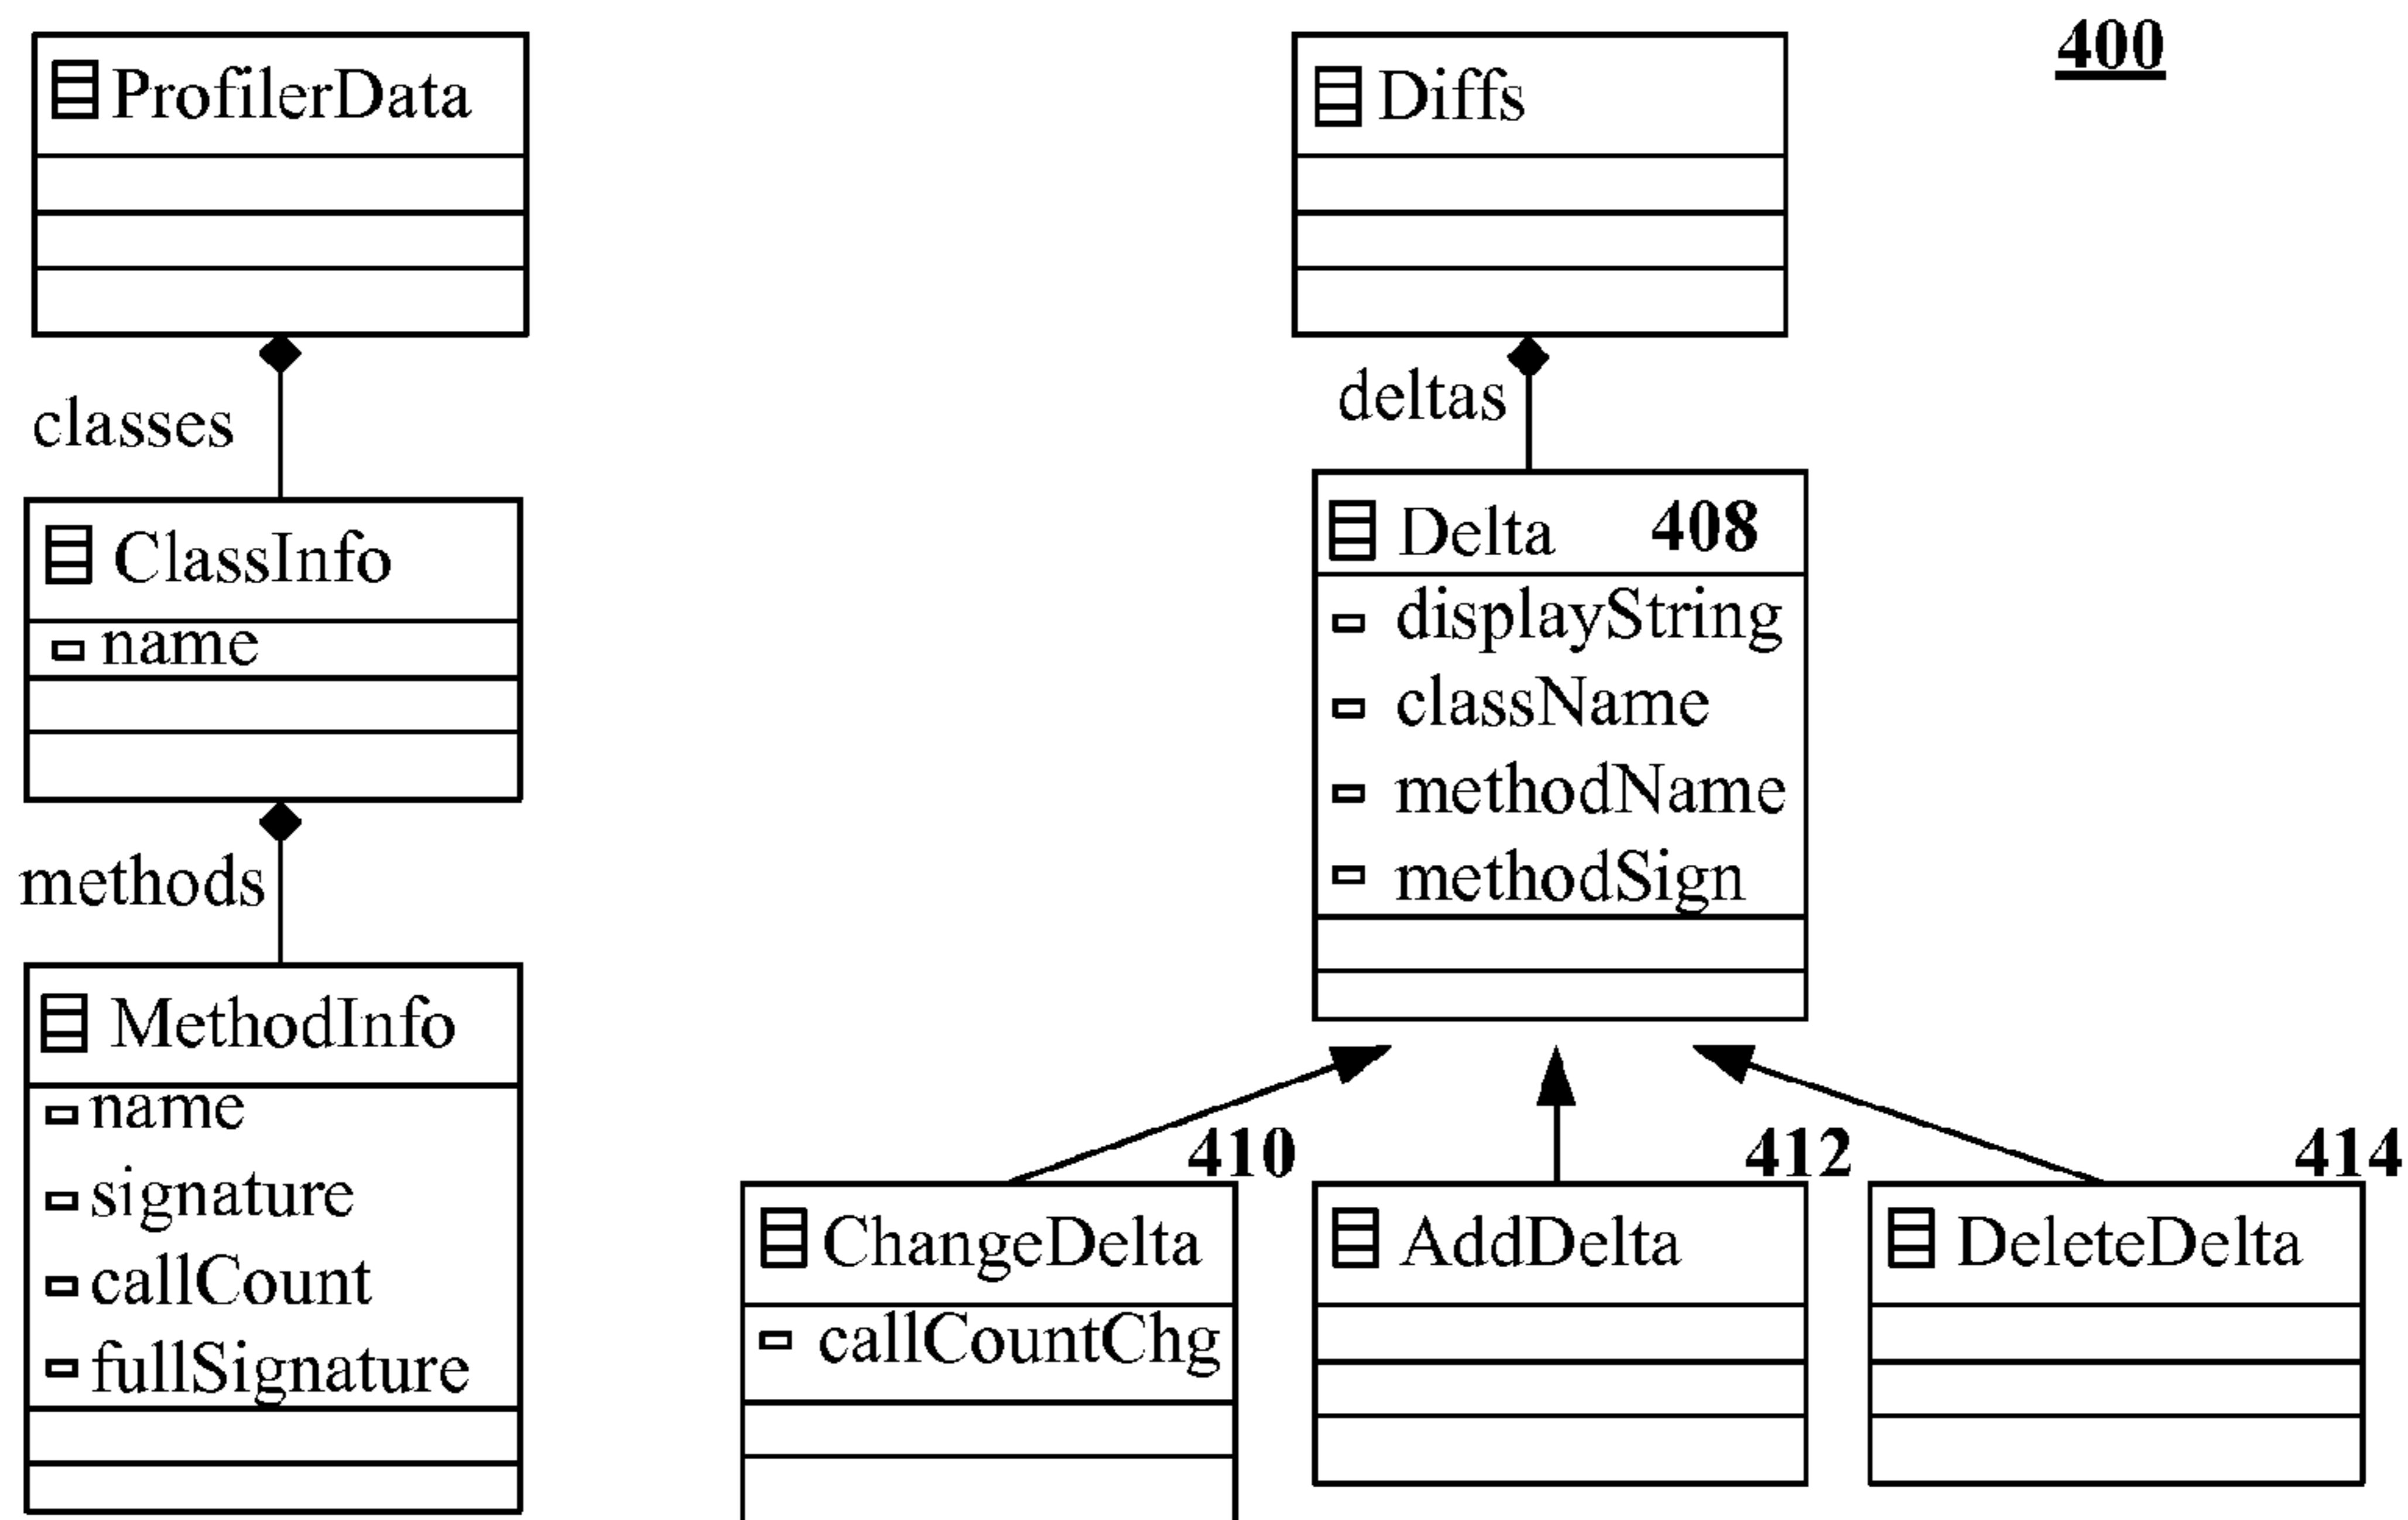 400
ProfilerData
classes
ClassInfo
name
methods
MethodInfo
name
signature
callCount
fullSignature
Diffs
deltas
Delta 408
displayString
className
methodName
methodSign
410
ChangeDelta
callCountChg
412
AddDelta
414
DeleteDelta